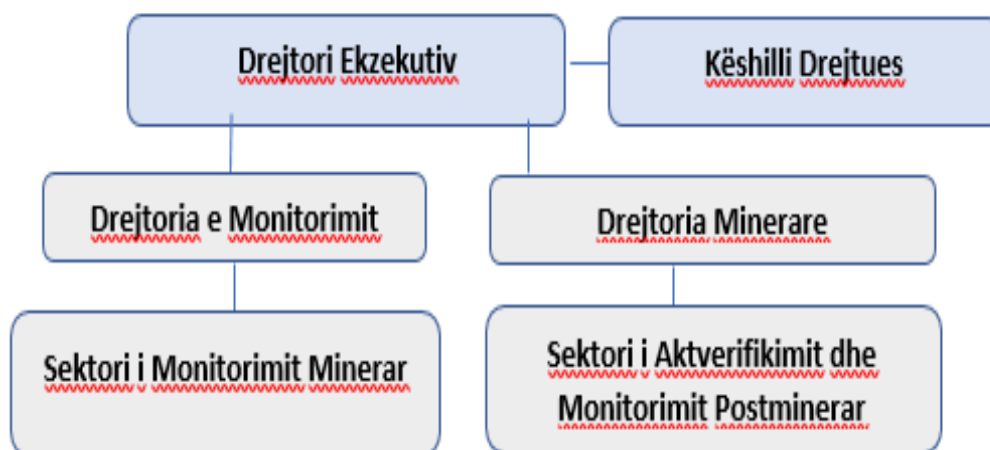 Drejtori Ekzekutiv
Këshilli Drejtues
Drejtoria e Monitorimit
Drejtoria Minerare
Sektori i Monitorimit Minerar
Sektori i Aktverifikimit dhe
Monitorimit Postminerar